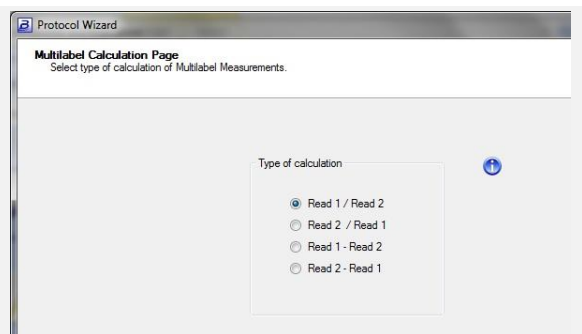 Protocol Wizard
Multilabel Calculation Page
Select type of calculation of Multilabel Measurements.
Type of calculation
Read 1 / Read 2
Read 2 / Read 1
Read 1 - Read 2
Read 2 - Read 1